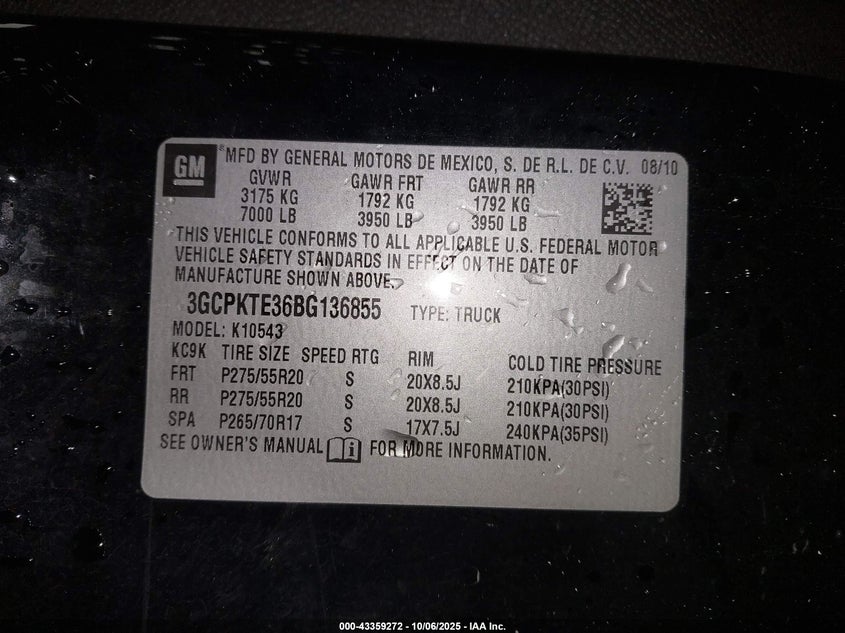 GM
MFD BY GENERAL MOTORS DE MEXICO, S. DE R.L. DE C.V. 08/10
GVWR GAWR FRT GAWR RR
3175 KG 1792 KG 1792 KG
7000 LB 3950 LB 3950 LB
THIS VEHICLE CONFORMS TO ALL APPLICABLE U.S. FEDERAL MOTOR
VEHICLE SAFETY STANDARDS IN EFFECT ON THE DATE OF
MANUFACTURE SHOWN ABOVE.
3GCPKTE36BG136855 TYPE: TRUCK
MODEL: K10543
KC9K TIRE SIZE SPEED RTG RIM COLD TIRE PRESSURE
FRT P275/55R20 S 20X8.5J 210KPA(30PSI)
RR P275/55R20 S 20X8.5J 210KPA(30PSI)
SPA P265/70R17 S 17X7.5J 240KPA(35PSI)
SEE OWNER'S MANUAL FOR MORE INFORMATION.
000-43359272 - 10/06/2025 - IAA Inc.